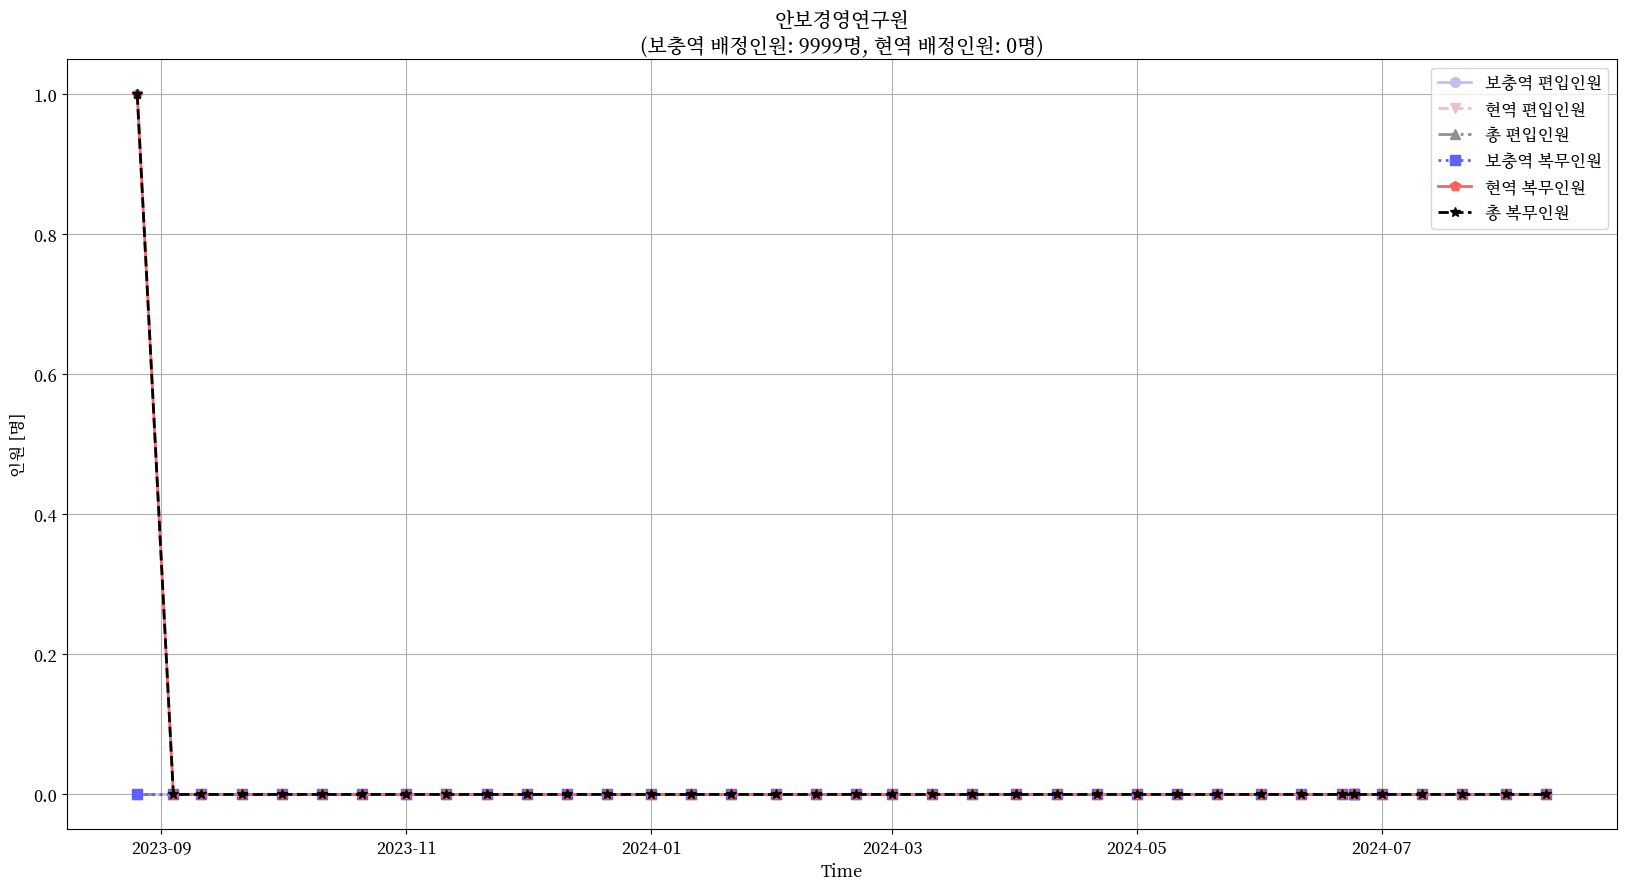 안보경영연구원
(보충역 배정인원: 9999명, 현역 배정인원: 0명)
보충역 편입인원
현역 편입인원
총 편입인원
보충역 복무인원
현역 복무인원
총 복무인원
1.0
0.8
0.6
0.4
0.2
0.0
인원 [명]
2023-09
2023-11
2024-01
2024-03
2024-05
2024-07
Time